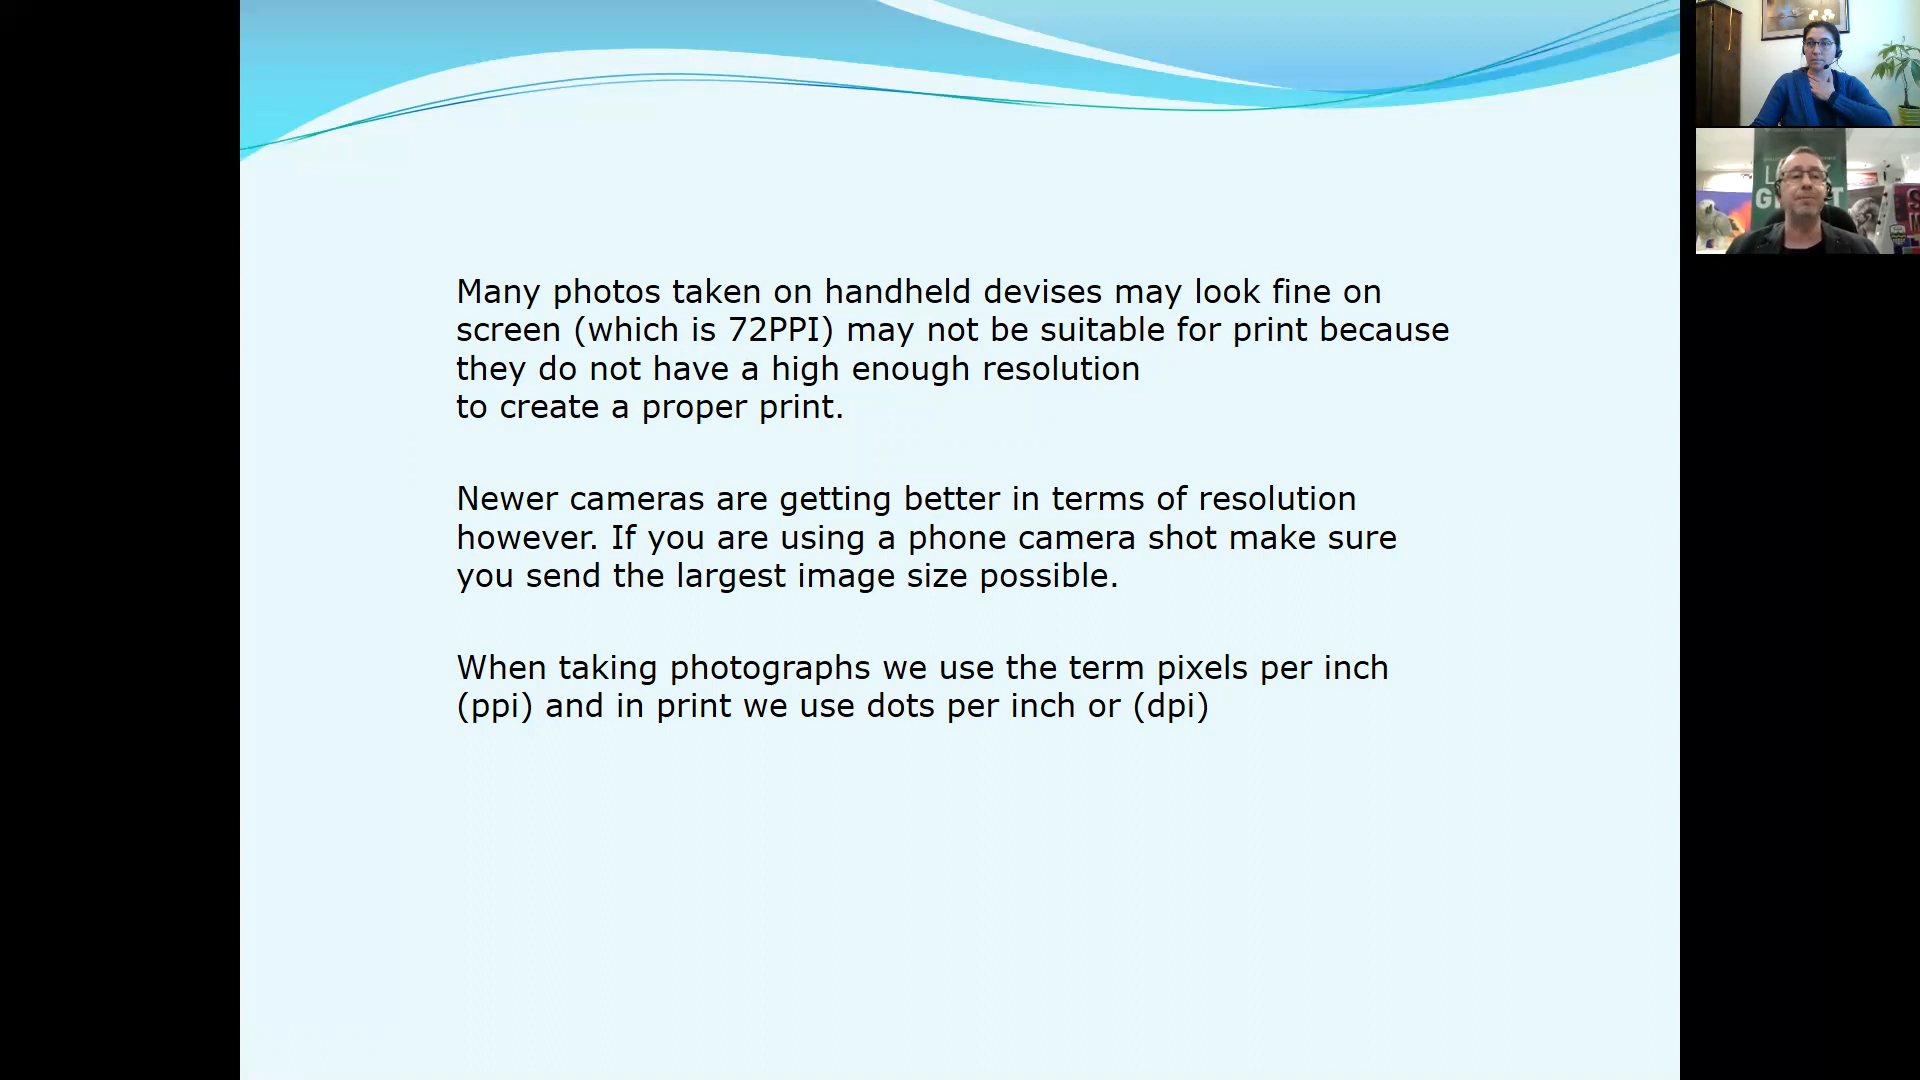 Many photos taken on handheld devises may look fine on
screen (which is 72PPI) may not be suitable for print because
they do not have a high enough resolution
to create a proper print.
Newer cameras are getting better in terms of resolution
however. If you are using a phone camera shot make sure
you send the largest image size possible.
When taking photographs we use the term pixels per inch
(ppi) and in print we use dots per inch or (dpi)